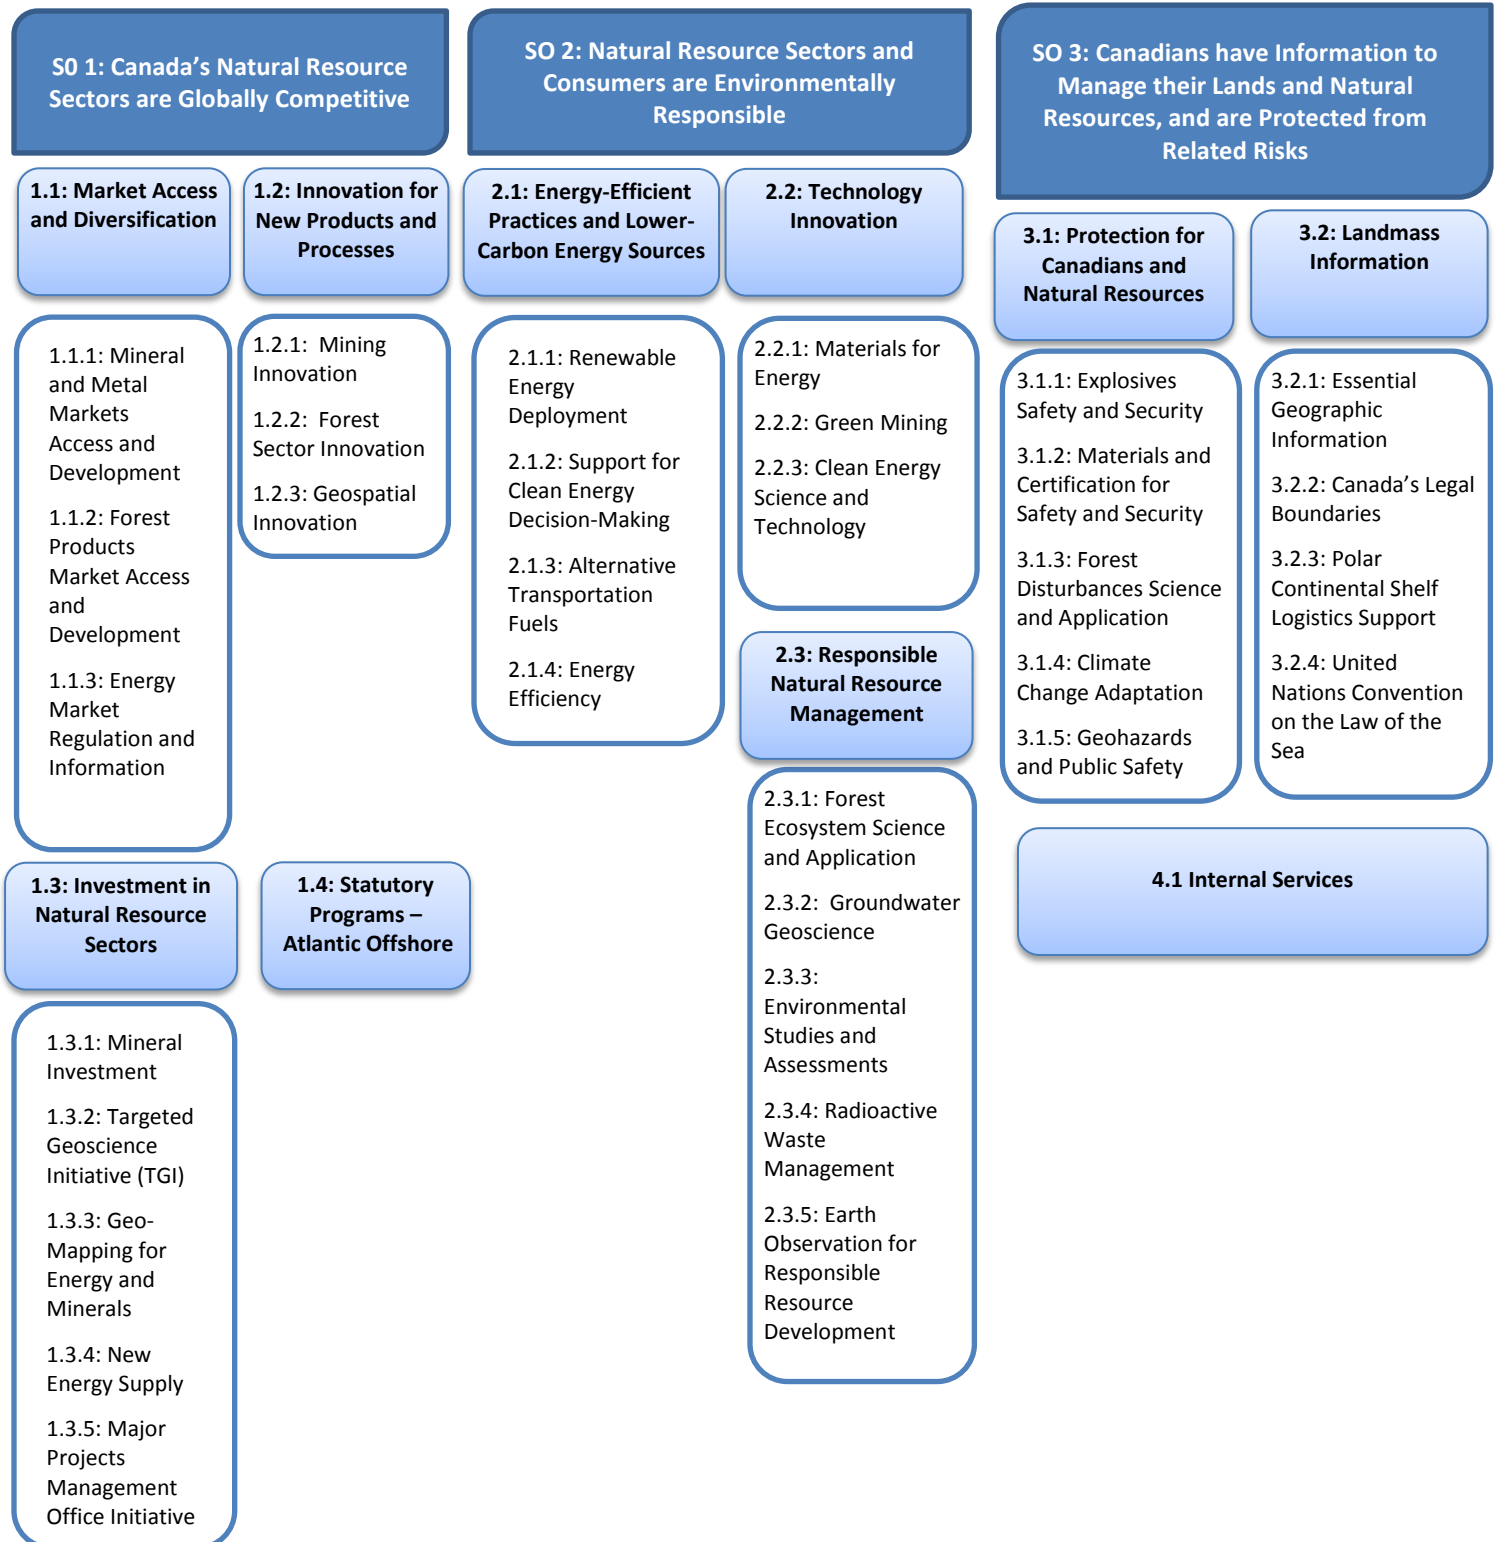 S0 1: Canada’s Natural Resource
Sectors are Globally Competitive
1.1: Market Access
and Diversification
1.2: Innovation for
New Products and
Processes
1.1.1: Mineral
and Metal
Markets
Access and
Development
1.1.2: Forest
Products
Market Access
and
Development
1.1.3: Energy
Market
Regulation and
Information
1.2.1:  Mining
Innovation
1.2.2:  Forest
Sector Innovation
1.2.3: Geospatial
Innovation
1.3: Investment in
Natural Resource
Sectors
1.4: Statutory
Programs –
Atlantic Offshore
1.3.1: Mineral
Investment
1.3.2: Targeted
Geoscience
Initiative (TGI)
1.3.3: Geo-
Mapping for
Energy and
Minerals
1.3.4: New
Energy Supply
1.3.5: Major
Projects
Management
Office Initiative
SO 2: Natural Resource Sectors and
Consumers are Environmentally
Responsible
2.1: Energy-Efficient
Practices and Lower-
Carbon Energy Sources
2.2: Technology
Innovation
2.1.1: Renewable
Energy
Deployment
2.1.2: Support for
Clean Energy
Decision-Making
2.1.3: Alternative
Transportation
Fuels
2.1.4: Energy
Efficiency
2.2.1: Materials for
Energy
2.2.2: Green Mining
2.2.3: Clean Energy
Science and
Technology
2.3: Responsible
Natural Resource
Management
2.3.1: Forest
Ecosystem Science
and Application
2.3.2:  Groundwater
Geoscience
2.3.3:
Environmental
Studies and
Assessments
2.3.4: Radioactive
Waste
Management
2.3.5: Earth
Observation for
Responsible
Resource
Development
SO 3: Canadians have Information to
Manage their Lands and Natural
Resources, and are Protected from
Related Risks
3.1: Protection for
Canadians and
Natural Resources
3.2: Landmass
Information
3.1.1: Explosives
Safety and Security
3.1.2: Materials and
Certification for
Safety and Security
3.1.3: Forest
Disturbances Science
and Application
3.1.4: Climate
Change Adaptation
3.1.5: Geohazards
and Public Safety
3.2.1: Essential
Geographic
Information
3.2.2: Canada’s Legal
Boundaries
3.2.3: Polar
Continental Shelf
Logistics Support
3.2.4: United
Nations Convention
on the Law of the
Sea
4.1 Internal Services